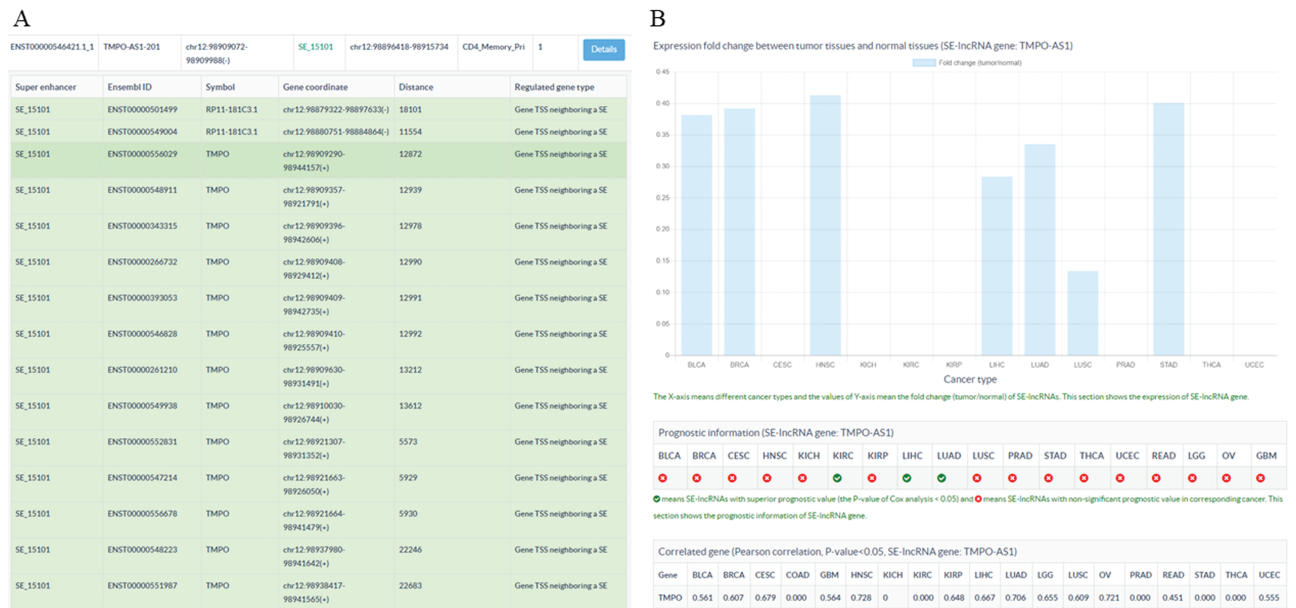 A
ENST00000546421.1_1 TMPO-AS1-201 chr12:98909072-98909988(-) SE_15101 chr12:98896418-98915734 CD4_Memory_Pri 1 Details
Super enhancer Ensembl ID Symbol Gene coordinate Distance Regulated gene type
SE_15101 ENST00000501499 RP11-181C3.1 chr12:98879322-98897633(-) 18101 Gene TSS neighboring a SE
SE_15101 ENST00000549004 RP11-181C3.1 chr12:98880751-98884864(-) 11554 Gene TSS neighboring a SE
SE_15101 ENST00000556029 TMPO chr12:98909290-98944157(+) 12872 Gene TSS neighboring a SE
SE_15101 ENST00000548911 TMPO chr12:98909357-98921791(+) 12939 Gene TSS neighboring a SE
SE_15101 ENST00000343315 TMPO chr12:98909396-98942606(+) 12978 Gene TSS neighboring a SE
SE_15101 ENST00000266732 TMPO chr12:98909408-98929412(+) 12990 Gene TSS neighboring a SE
SE_15101 ENST00000393053 TMPO chr12:98909409-98942735(+) 12991 Gene TSS neighboring a SE
SE_15101 ENST00000546828 TMPO chr12:98909410-98925557(+) 12992 Gene TSS neighboring a SE
SE_15101 ENST00000261210 TMPO chr12:98909630-98931491(+) 13212 Gene TSS neighboring a SE
SE_15101 ENST00000549938 TMPO chr12:98910030-98926744(+) 13612 Gene TSS neighboring a SE
SE_15101 ENST00000552831 TMPO chr12:98921307-98931352(+) 5573 Gene TSS neighboring a SE
SE_15101 ENST00000547214 TMPO chr12:98921663-98926050(+) 5929 Gene TSS neighboring a SE
SE_15101 ENST00000556678 TMPO chr12:98921664-98941479(+) 5930 Gene TSS neighboring a SE
SE_15101 ENST00000548223 TMPO chr12:98937980-98941642(+) 22246 Gene TSS neighboring a SE
SE_15101 ENST00000551987 TMPO chr12:98938417-98941565(+) 22683 Gene TSS neighboring a SE
B
Expression fold change between tumor tissues and normal tissues (SE-lncRNA gene: TMPO-AS1)
Fold change (tumor/normal)
0.45
0.40
0.35
0.30
0.25
0.20
0.15
0.10
0.05
0
BLCA BRCA CESC HNSC KICH KIRC KIRP LIHC LUAD LUSC PRAD STAD THCA UCEC
Cancer type
The X-axis means different cancer types and the values of Y-axis mean the fold change (tumor/normal) of SE-lncRNAs. This section shows the expression of SE-lncRNA gene.
Prognostic information (SE-lncRNA gene: TMPO-AS1)
BLCA BRCA CESC HNSC KICH KIRC KIRP LIHC LUAD LUSC PRAD STAD THCA UCEC READ LGG OV GBM
means SE-lncRNAs with superior prognostic value (the P-value of Cox analysis < 0.05) and means SE-lncRNAs with non-significant prognostic value in corresponding cancer. This
section shows the prognostic information of SE-lncRNA gene.
Correlated gene (Pearson correlation, P-value<0.05, SE-lncRNA gene: TMPO-AS1)
Gene BLCA BRCA CESC COAD GBM HNSC KICH KIRC KIRP LIHC LUAD LGG LUSC OV PRAD READ STAD THCA UCEC
TMPO 0.561 0.607 0.679 0.000 0.564 0.728 0 0.000 0.648 0.667 0.706 0.655 0.609 0.721 0.000 0.451 0.000 0.000 0.555